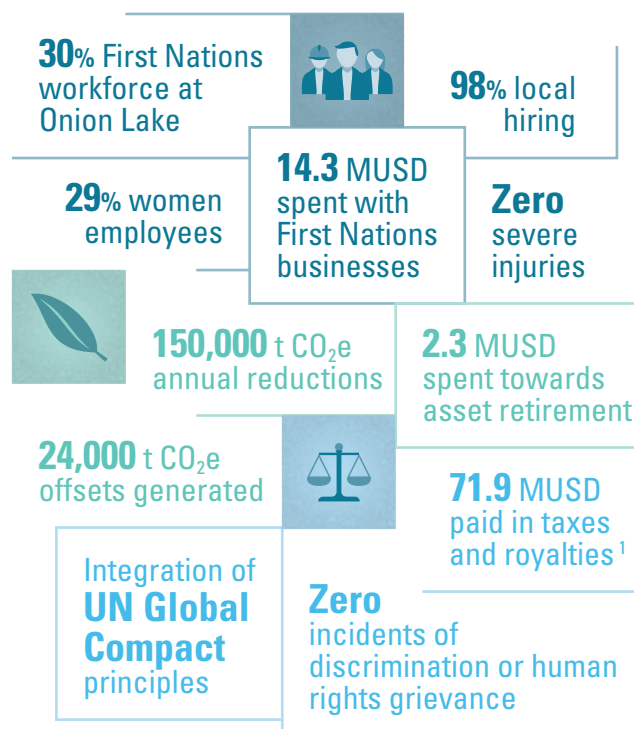 30% First Nations
workforce at
Onion Lake
98% local
hiring
14.3 MUSD
spent with
First Nations
businesses
29% women
employees
Zero
severe
injuries
150,000 t CO₂e
annual reductions
2.3 MUSD
spent towards
asset retirement
24,000 t CO₂e
offsets generated
71.9 MUSD
paid in taxes
and royalties ¹
Integration of
UN Global
Compact
principles
Zero
incidents of
discrimination or human
rights grievance